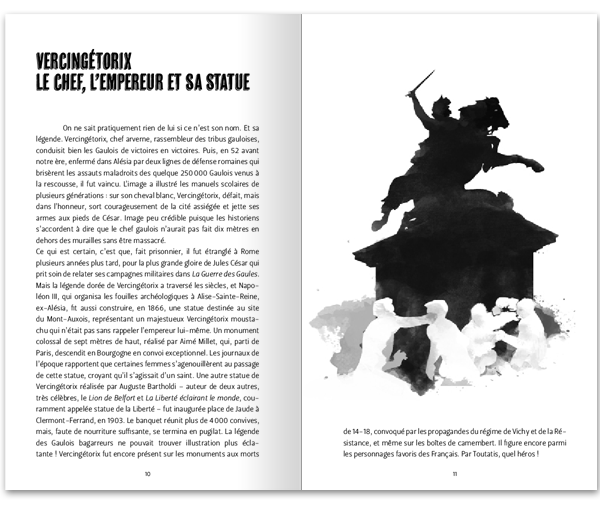 VERCINGÉTORIX
LE CHEF, L'EMPEREUR ET SA STATUE
On ne sait pratiquement rien de lui si ce n'est son nom. Et sa
légende. Vercingétorix, chef arverne, rassembleur des tribus gauloises,
conduisit bien les Gaulois de victoires en victoires. Puis, en 52 avant
notre ère, enfermé dans Alésia par deux lignes de défense romaines qui
brisèrent les assauts maladroits des quelque 250 000 Gaulois venus à
la rescousse, il fut vaincu. L'image a illustré les manuels scolaires de
plusieurs générations : sur son cheval blanc, Vercingétorix, défait, mais
dans l'honneur, sort courageusement de la cité assiégée et jette ses
armes aux pieds de César. Image peu crédible puisque les historiens
s'accordent à dire que le chef gaulois n'aurait pas fait dix mètres en
dehors des murailles sans être massacré.
Ce qui est certain, c'est que, fait prisonnier, il fut étranglé à Rome
plusieurs années plus tard, pour la plus grande gloire de Jules César qui
prit soin de relater ses campagnes militaires dans La Guerre des Gaules.
Mais la légende dorée de Vercingétorix a traversé les siècles, et Napo-
léon III, qui organisa les fouilles archéologiques à Alise-Sainte-Reine,
ex-Alésia, fit aussi construire, en 1866, une statue destinée au site
du Mont-Auxois, représentant un majestueux Vercingétorix mousta-
chu qui n'était pas sans rappeler l'empereur lui-même. Un monument
colossal de sept mètres de haut, réalisé par Aimé Millet, qui, parti de
Paris, descendit en Bourgogne en convoi exceptionnel. Les journaux de
l'époque rapportent que certaines femmes s'agenouillèrent au passage
de cette statue, croyant qu'il s'agissait d'un saint. Une autre statue de
Vercingétorix réalisée par Auguste Bartholdi – auteur de deux autres,
très célèbres, le Lion de Belfort et La Liberté éclairant le monde, cou-
ramment appelée statue de la Liberté – fut inaugurée place de Jaude à
Clermont-Ferrand, en 1903. Le banquet réunit plus de 4 000 convives,
mais, faute de nourriture suffisante, se termina en pugilat. La légende
des Gaulois bagarreurs ne pouvait trouver illustration plus écla-
tante ! Vercingétorix fut encore présent sur les monuments aux morts
10
de 14-18, convoqué par les propagandes du régime de Vichy et de la Ré-
sistance, et même sur les boîtes de camembert. Il figure encore parmi
les personnages favoris des Français. Par Toutatis, quel héros !
11